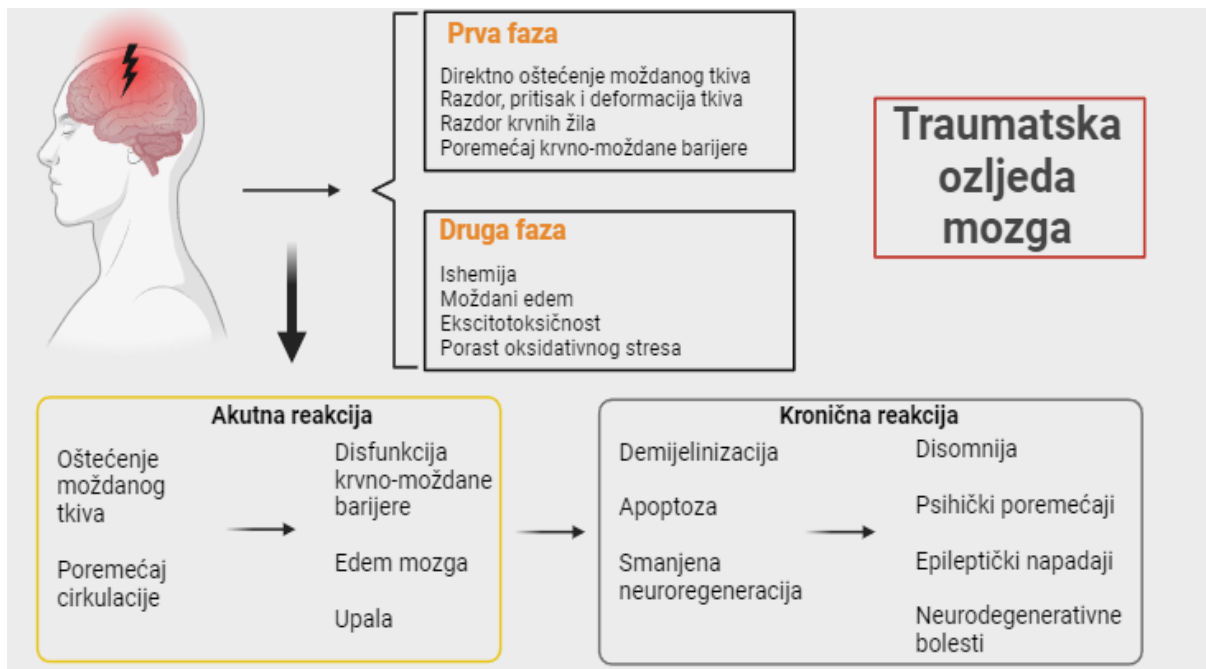 Prva faza
Direktno oštećenje moždanog tkiva
Razdor, pritisak i deformacija tkiva
Razdor krvnih žila
Poremećaj krvno-moždane barijere
Traumatska
ozljeda
mozga
Druga faza
Ishemija
Moždani edem
Ekscitotoksičnost
Porast oksidativnog stresa
Akutna reakcija
Oštećenje
moždanog
tkiva
Poremećaj
cirkulacije
Disfunkcija
krvno-moždane
barijere
Edem mozga
Upala
Kronična reakcija
Demijelinizacija
Apoptoza
Smanjena
neuroregeneracija
Disomnija
Psihički poremećaji
Epileptički napadaji
Neurodegenerativne
bolesti